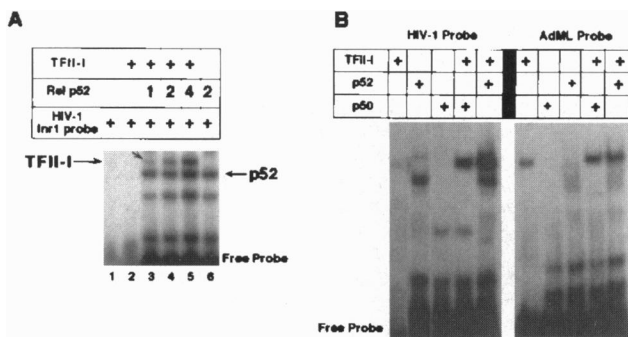 A
TFII-I + + + +
Rel p52 1 2 4 2
HIV-1 Inr1 probe + + + + + +
TFII-I
p52
Free Probe
1 2 3 4 5 6
B
HIV-1 Probe AdML Probe
TFII-I + + + + + +
p52 + + + +
p50 + + + +
Free Probe